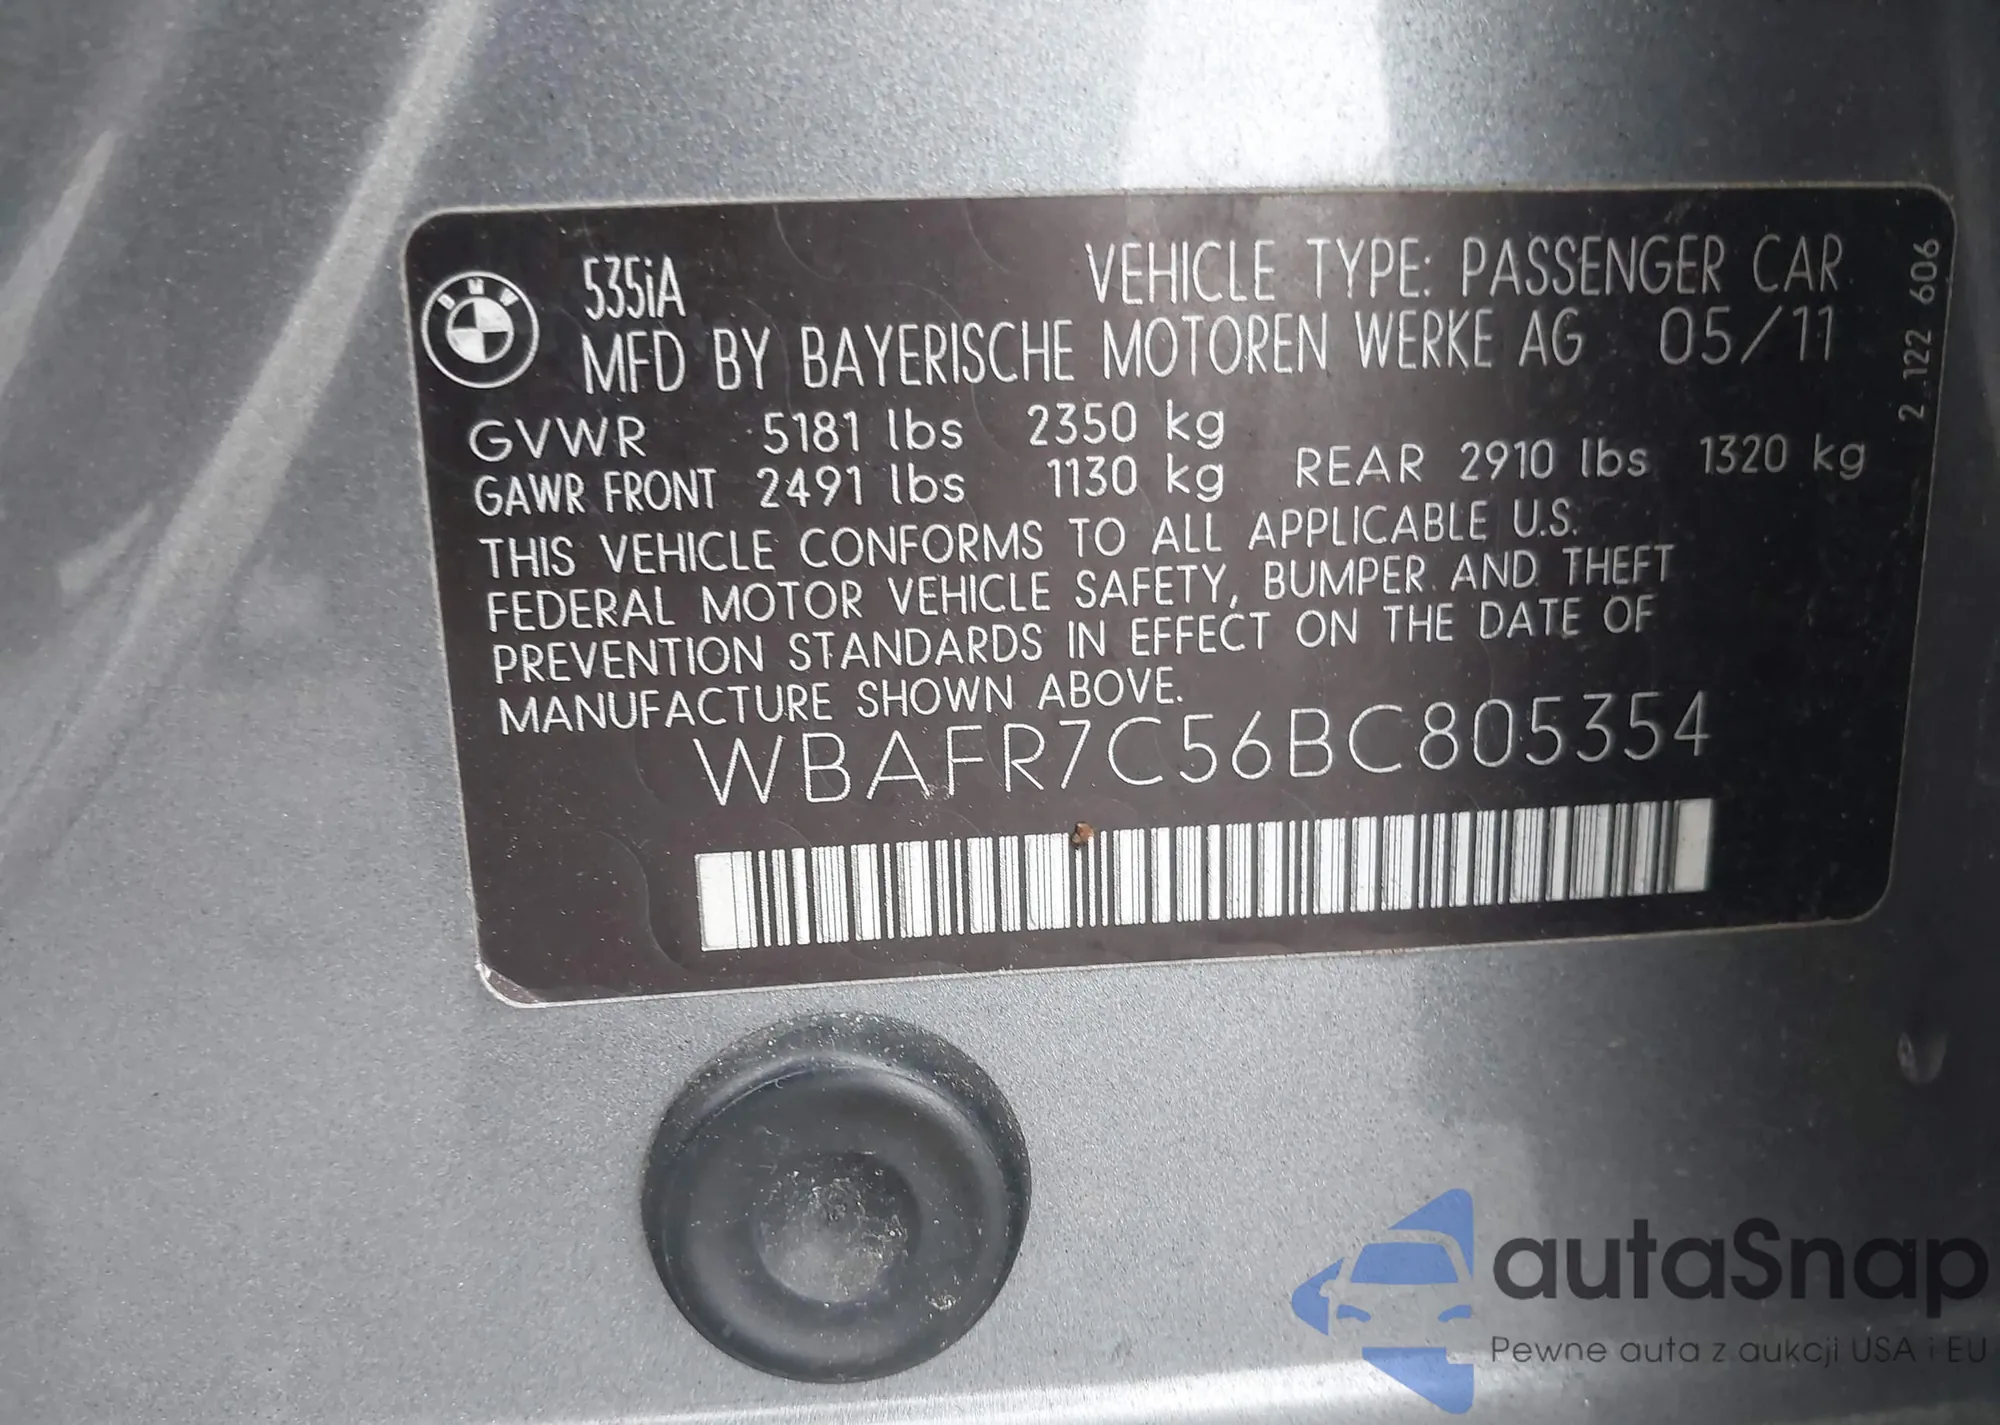 BMW
535iA VEHICLE TYPE: PASSENGER CAR
MFD BY BAYERISCHE MOTOREN WERKE AG 05/11
GVWR 5181 lbs 2350 kg
GAWR FRONT 2491 lbs 1130 kg REAR 2910 lbs 1320 kg
THIS VEHICLE CONFORMS TO ALL APPLICABLE U.S.
FEDERAL MOTOR VEHICLE SAFETY, BUMPER AND THEFT
PREVENTION STANDARDS IN EFFECT ON THE DATE OF
MANUFACTURE SHOWN ABOVE.
WBAFR7C56BC805354
2 122 606
autaSnap
Pewne auta z aukcji USA i EU